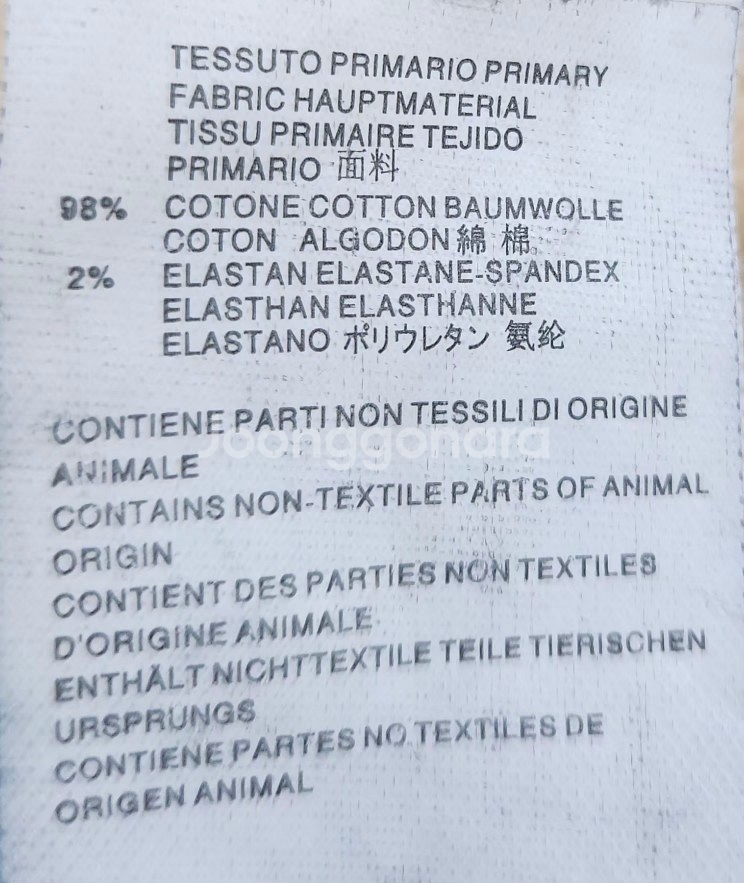 TESSUTO PRIMARIO PRIMARY
FABRIC HAUPTMATERIAL
TISSU PRIMAIRE TEJIDO
PRIMARIO 面料
98% COTONE COTTON BAUMWOLLE
COTON ALGODON 綿 棉
2% ELASTAN ELASTANE-SPANDEX
ELASTHAN ELASTHANNE
ELASTANO ポリウレタン 氨纶
CONTIENE PARTI NON TESSILI DI ORIGINE
ANIMALE
Joonggonara
CONTAINS NON-TEXTILE PARTS OF ANIMAL
ORIGIN
CONTIENT DES PARTIES NON TEXTILES
D'ORIGINE ANIMALE
ENTHÄLT NICHTTEXTILE TEILE TIERISCHEN
URSPRUNGS
CONTIENE PARTES NO TEXTILES DE
ORIGEN ANIMAL